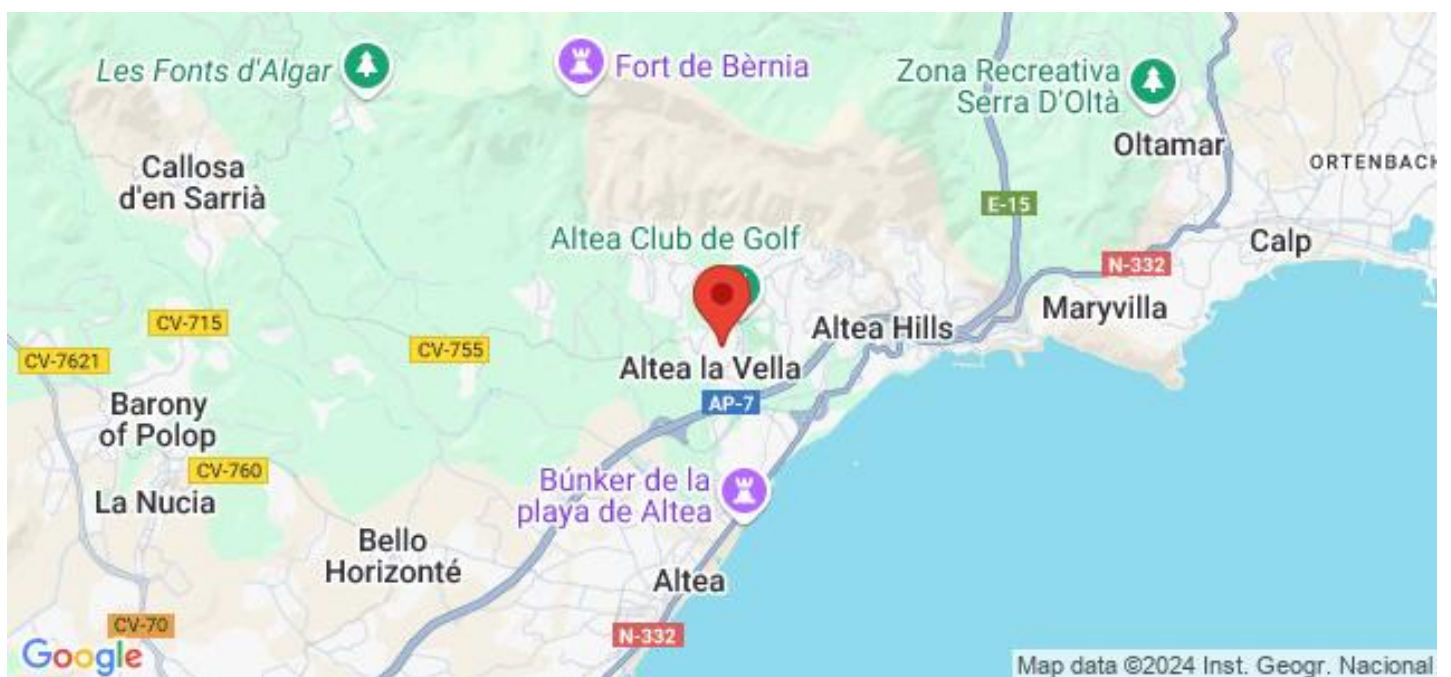 Les Fonts d'Algar
Fort de Bèrnia
Zona Recreativa
Serra D'Oltà
Oltamar
ORTENBACH
Callosa
d'en Sarrià
E-15
Altea Club de Golf
Calp
N-332
Maryvilla
CV-715
Altea Hills
CV-755
CV-7621
Altea la Vella
AP-7
Barony
of Polop
CV-760
La Nucia
Búnker de la
playa de Altea
Bello
Horizonté
Altea
CV-70
N-332
Google
Map data ©2024 Inst. Geogr. Nacional